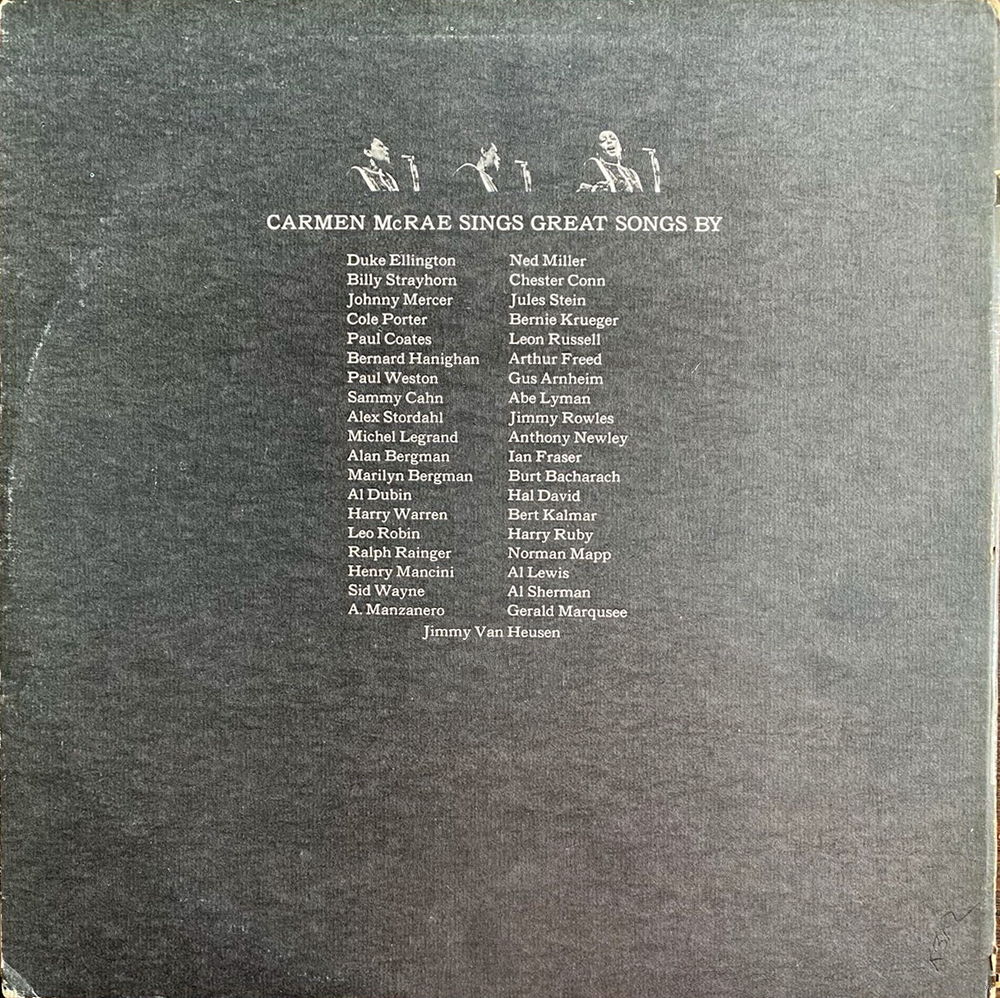 CARMEN McRAE SINGS GREAT SONGS BY
Duke Ellington
Billy Strayhorn
Johnny Mercer
Cole Porter
Paul Coates
Bernard Hanighan
Paul Weston
Sammy Cahn
Alex Stordahl
Michel Legrand
Alan Bergman
Marilyn Bergman
Al Dubin
Harry Warren
Leo Robin
Ralph Rainger
Henry Mancini
Sid Wayne
A. Manzanero
Ned Miller
Chester Conn
Jules Stein
Bernie Krueger
Leon Russell
Arthur Freed
Gus Arnheim
Abe Lyman
Jimmy Rowles
Anthony Newley
Ian Fraser
Burt Bacharach
Hal David
Bert Kalmar
Harry Ruby
Norman Mapp
Al Lewis
Al Sherman
Gerald Marqusee
Jimmy Van Heusen